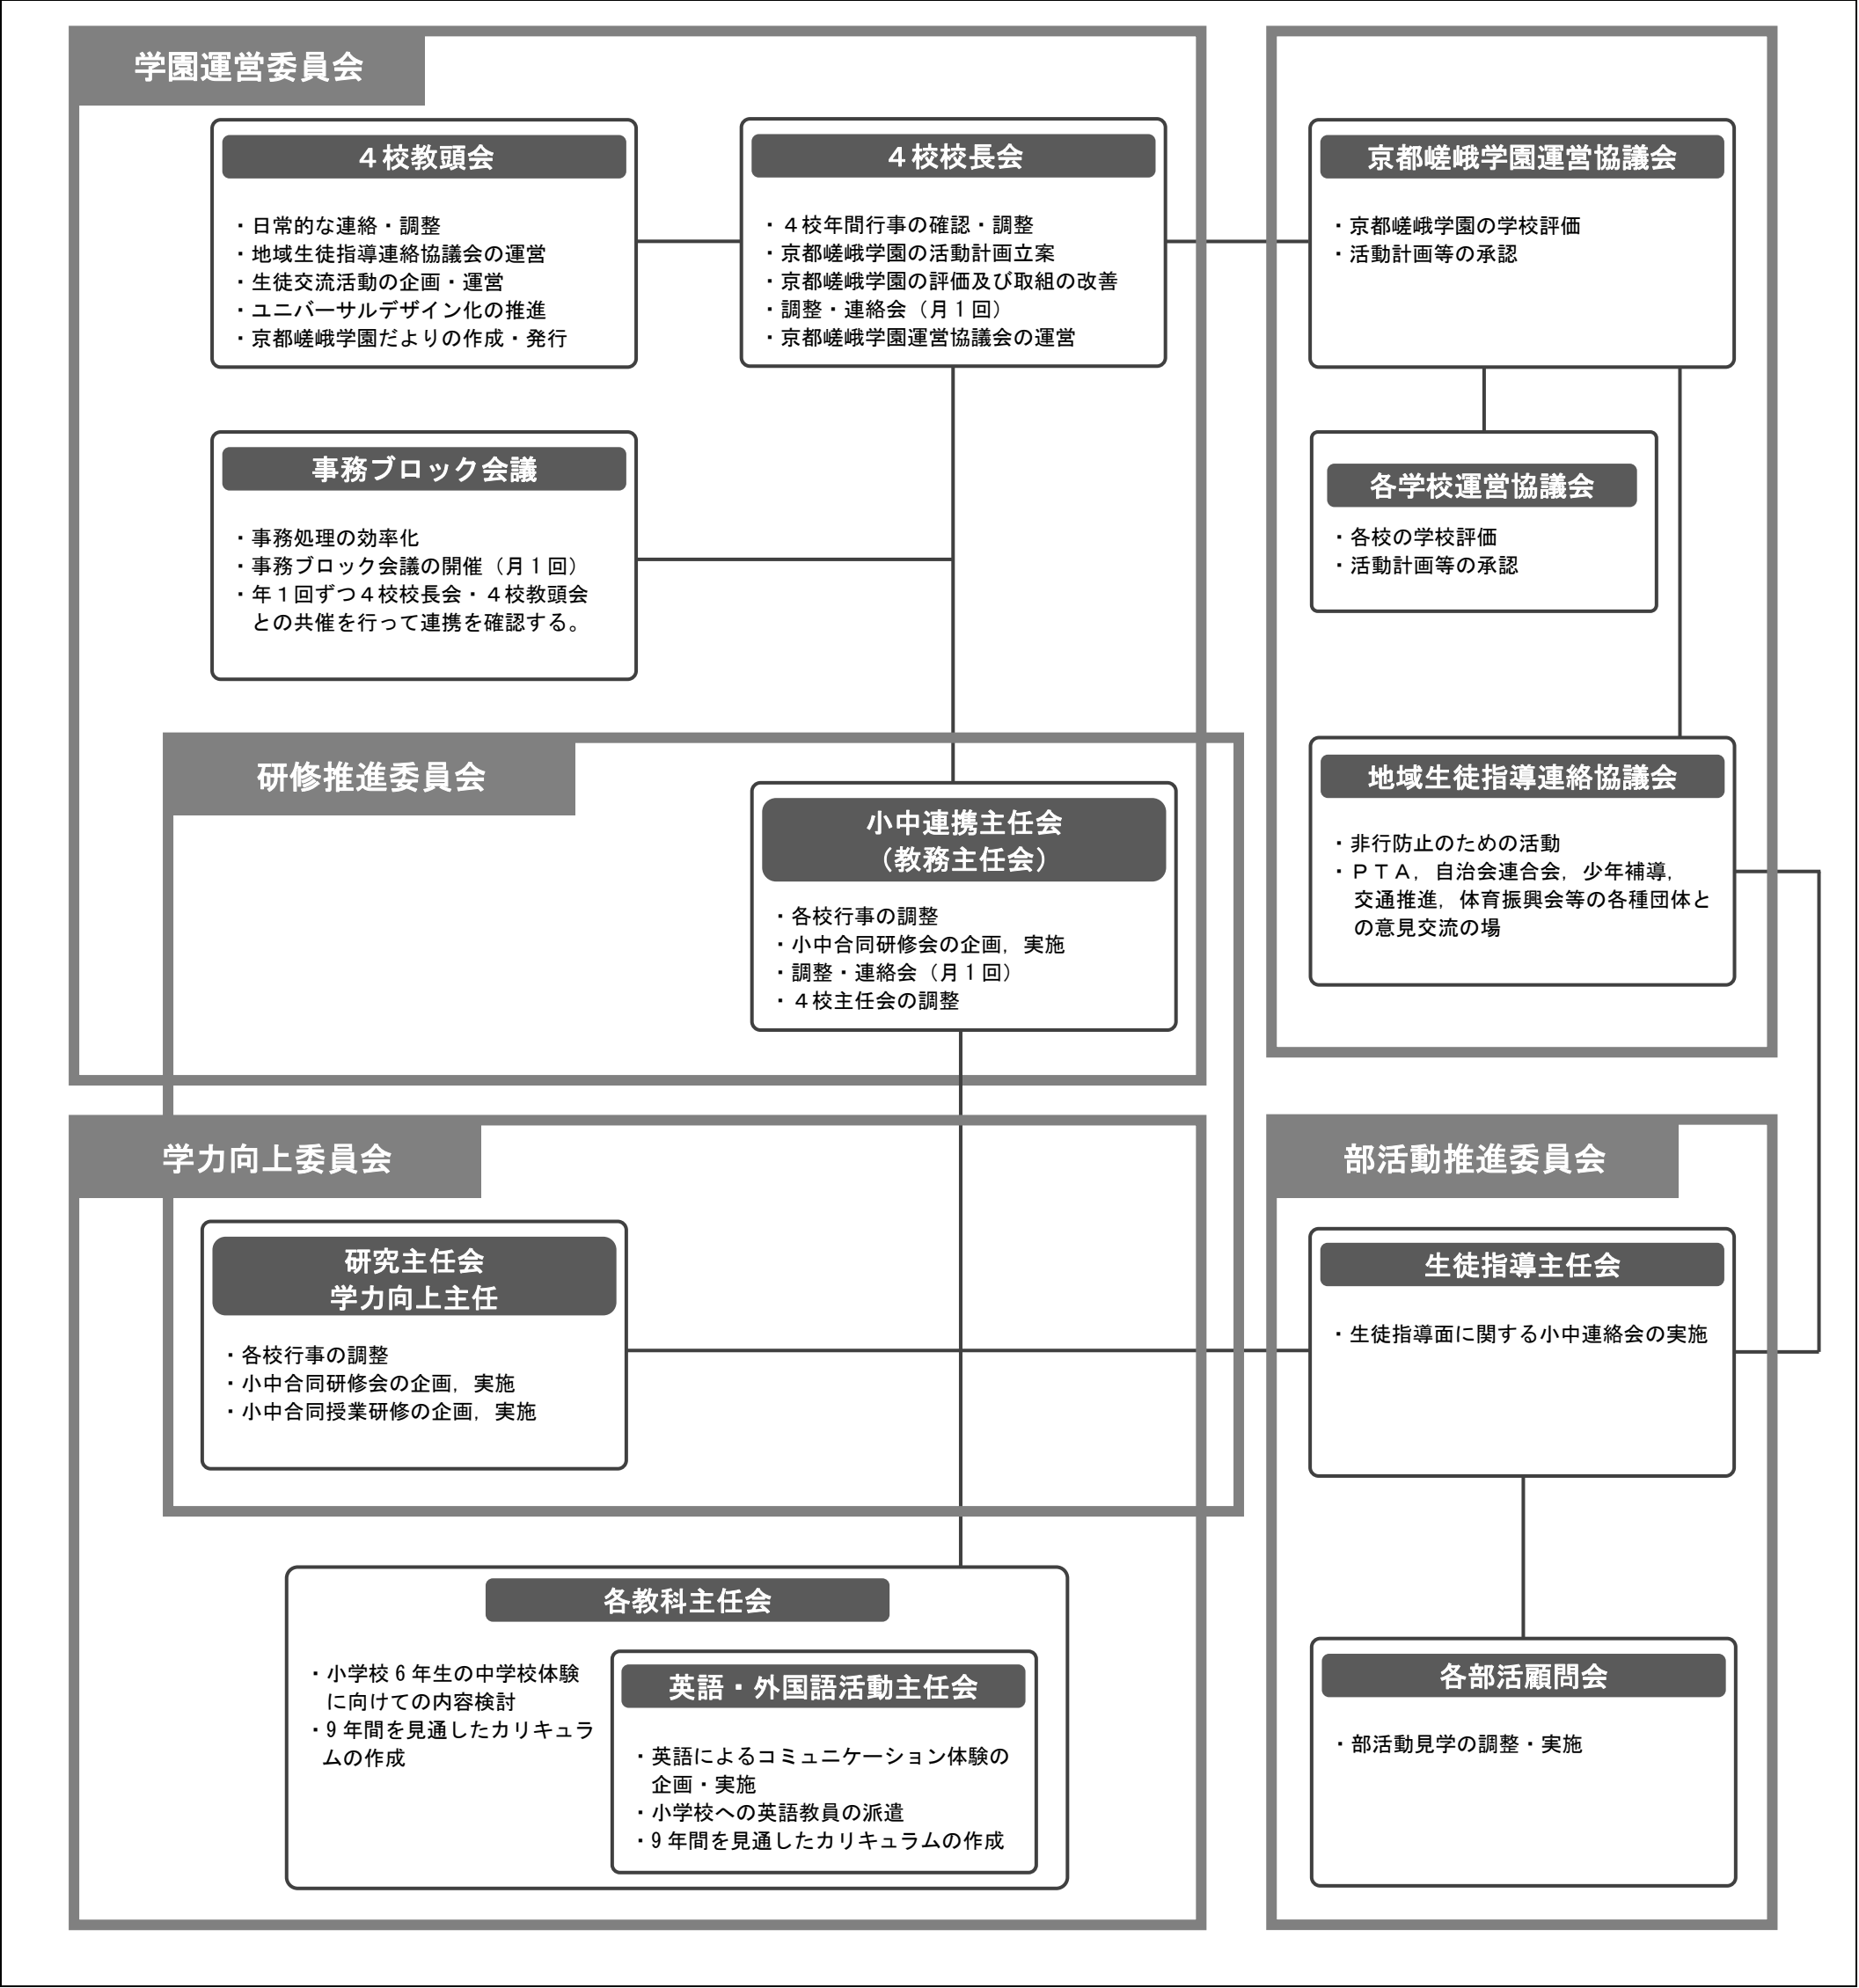 学園運営委員会
４校教頭会
・日常的な連絡・調整
・地域生徒指導連絡協議会の運営
・生徒交流活動の企画・運営
・ユニバーサルデザイン化の推進
・京都嵯峨学園だよりの作成・発行
４校校長会
・４校年間行事の確認・調整
・京都嵯峨学園の活動計画立案
・京都嵯峨学園の評価及び取組の改善
・調整・連絡会（月１回）
・京都嵯峨学園運営協議会の運営
京都嵯峨学園運営協議会
・京都嵯峨学園の学校評価
・活動計画等の承認
事務ブロック会議
・事務処理の効率化
・事務ブロック会議の開催（月１回）
・年１回ずつ４校校長会・４校教頭会
との共催を行って連携を確認する。
各学校運営協議会
・各校の学校評価
・活動計画等の承認
研修推進委員会
小中連携主任会
（教務主任会）
・各校行事の調整
・小中合同研修会の企画，実施
・調整・連絡会（月１回）
・４校主任会の調整
地域生徒指導連絡協議会
・非行防止のための活動
・ＰＴＡ，自治会連合会，少年補導，
交通推進，体育振興会等の各種団体と
の意見交流の場
学力向上委員会
研究主任会
学力向上主任
・各校行事の調整
・小中合同研修会の企画，実施
・小中合同授業研修の企画，実施
部活動推進委員会
生徒指導主任会
・生徒指導面に関する小中連絡会の実施
各教科主任会
・小学校６年生の中学校体験
に向けての内容検討
・９年間を見通したカリキュラ
ムの作成
英語・外国語活動主任会
・英語によるコミュニケーション体験の
企画・実施
・小学校への英語教員の派遣
・９年間を見通したカリキュラムの作成
各部活顧問会
・部活動見学の調整・実施